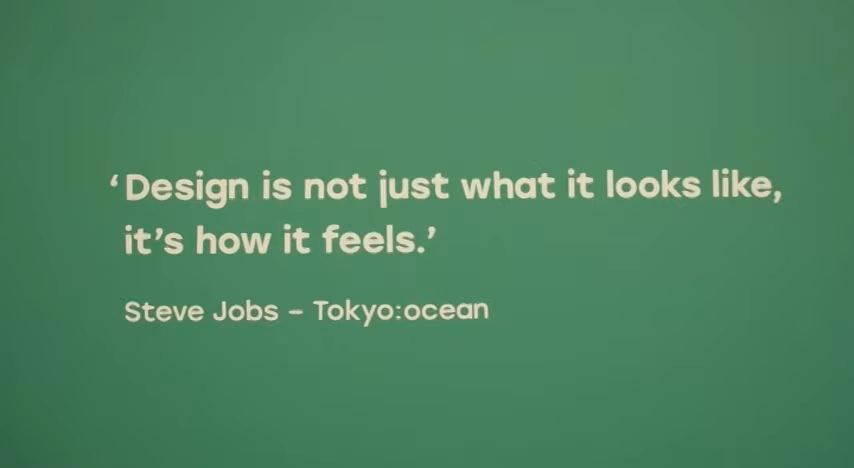 ‘Design is not just what it looks like,
it’s how it feels.’
Steve Jobs – Tokyo:ocean